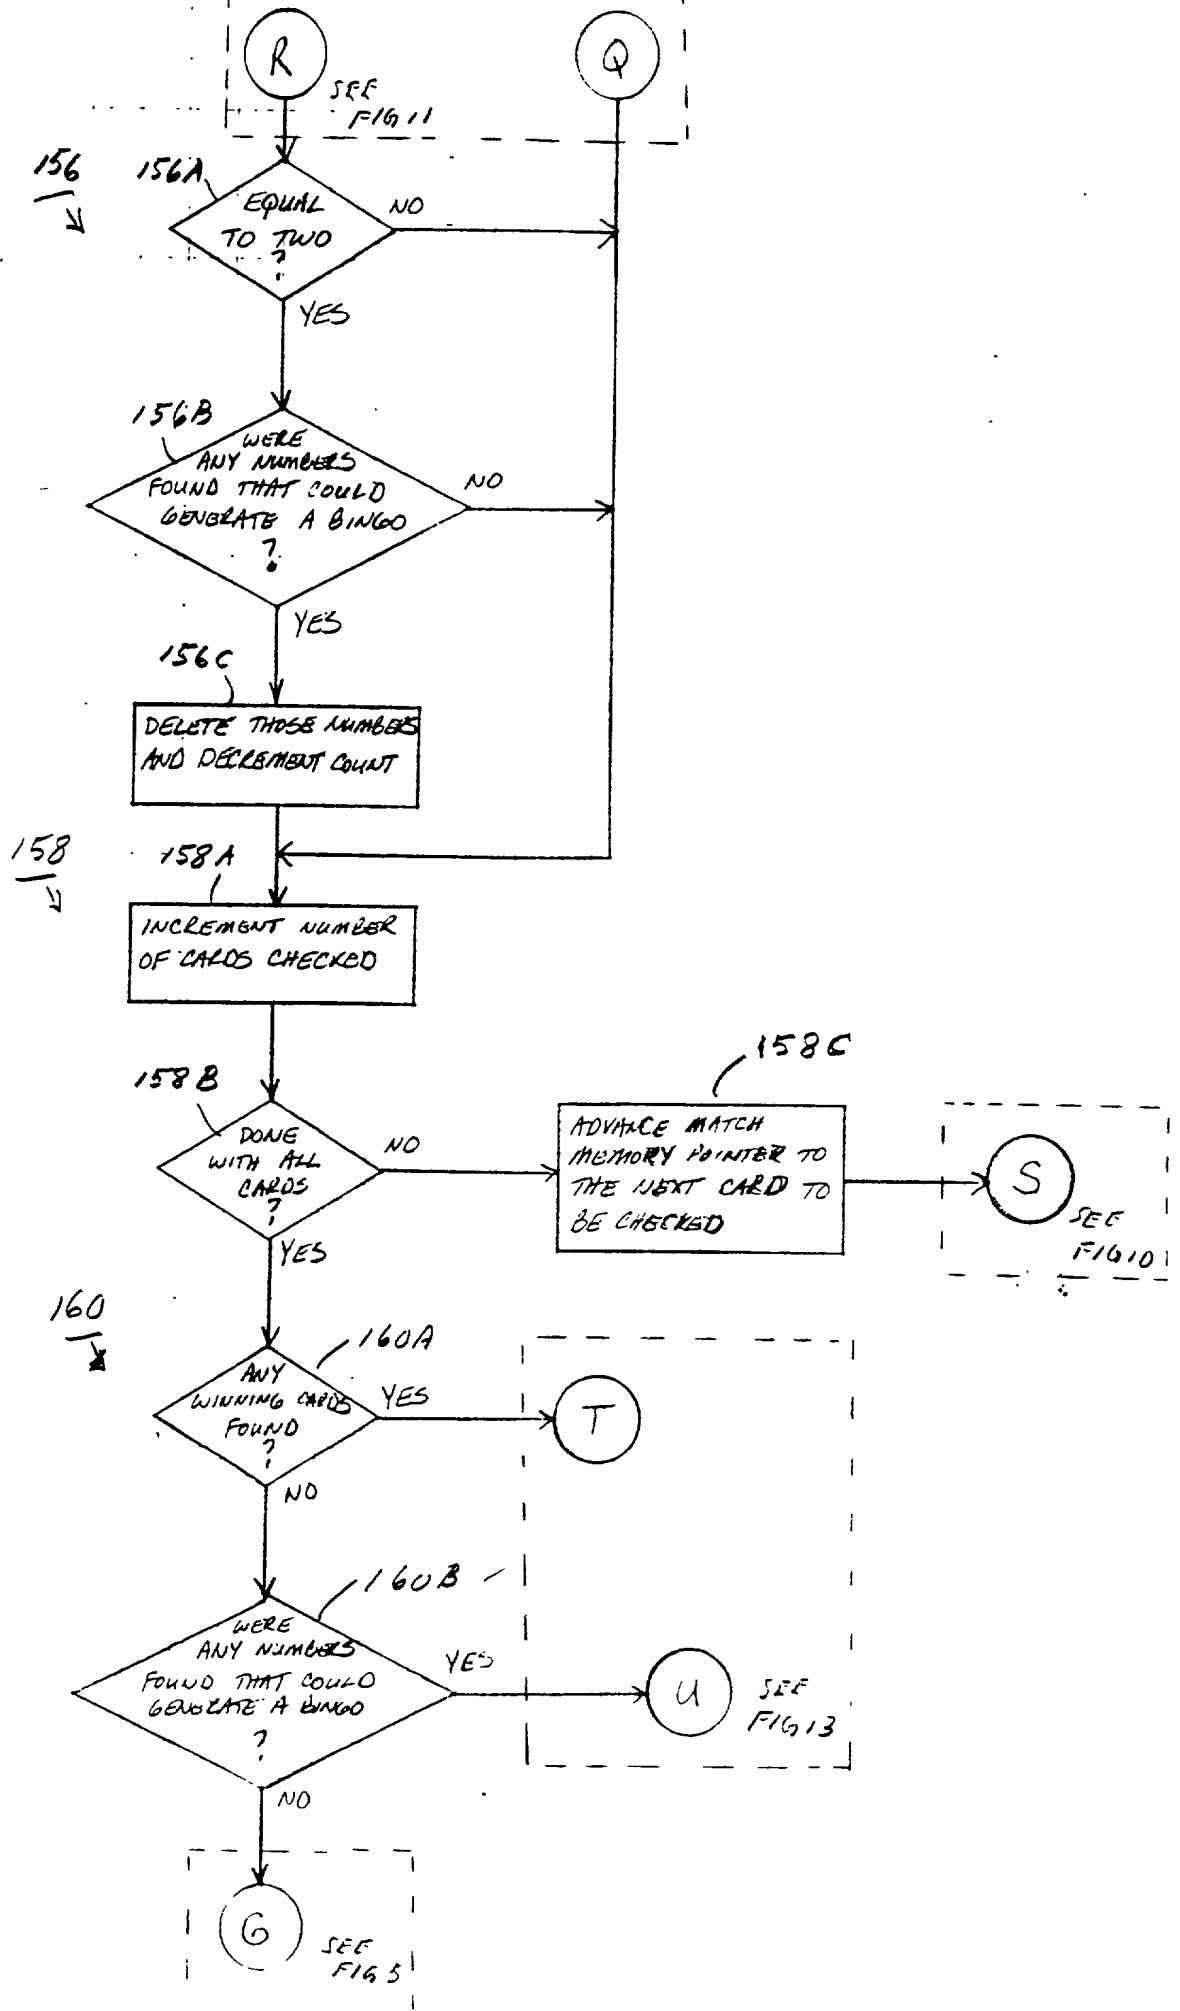 R
Q
SEE
FIG 11
156
156A
EQUAL
TO TWO
?
NO
YES
156B
WERE
ANY NUMBERS
FOUND THAT COULD
GENERATE A BINGO
?
NO
YES
156C
DELETE THOSE NUMBERS
AND DECREMENT COUNT
158
158A
INCREMENT NUMBER
OF CARDS CHECKED
158B
DONE
WITH ALL
CARDS
?
NO
YES
158C
ADVANCE MATCH
MEMORY POINTER TO
THE NEXT CARD TO
BE CHECKED
S
SEE
FIG 10
160
160A
ANY
WINNING CARDS
FOUND
?
YES
NO
T
160B
WERE
ANY NUMBERS
FOUND THAT COULD
GENERATE A BINGO
?
YES
NO
U
SEE
FIG 13
G
SEE
FIG 5